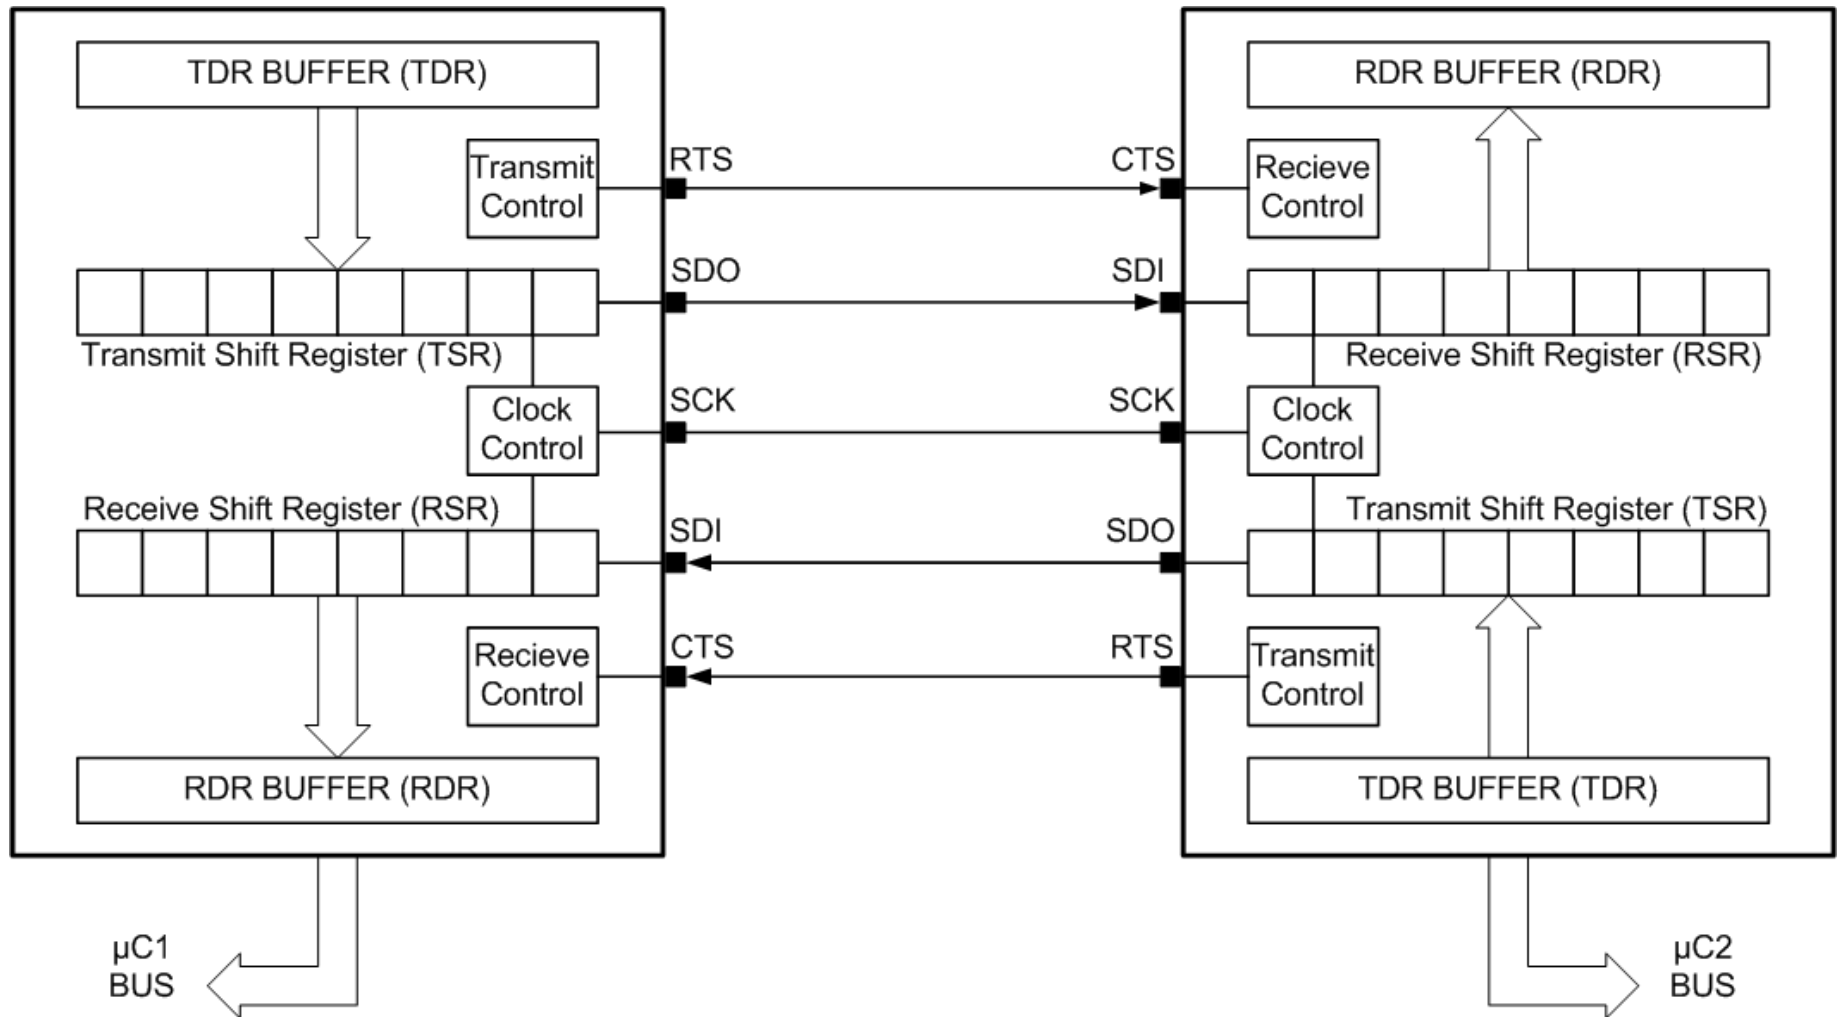 TDR BUFFER (TDR)
RDR BUFFER (RDR)
Transmit
Control
RTS
CTS
Recieve
Control
SDO
SDI
Transmit Shift Register (TSR)
Receive Shift Register (RSR)
Clock
Control
SCK
SCK
Clock
Control
Receive Shift Register (RSR)
Transmit Shift Register (TSR)
SDI
SDO
Recieve
Control
CTS
RTS
Transmit
Control
RDR BUFFER (RDR)
TDR BUFFER (TDR)
µC1
BUS
µC2
BUS